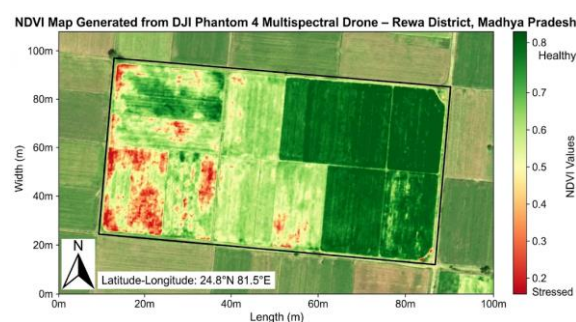 NDVI Map Generated from DJI Phantom 4 Multispectral Drone – Rewa District, Madhya Pradesh
100m
80m
60m
40m
20m
0m
Width (m)
Latitude-Longitude: 24.8°N 81.5°E
0m
20m
40m
60m
80m
100m
Length (m)
0.8
Healthy
0.7
0.6
0.5
0.4
0.3
0.2
Stressed
NDVI Values